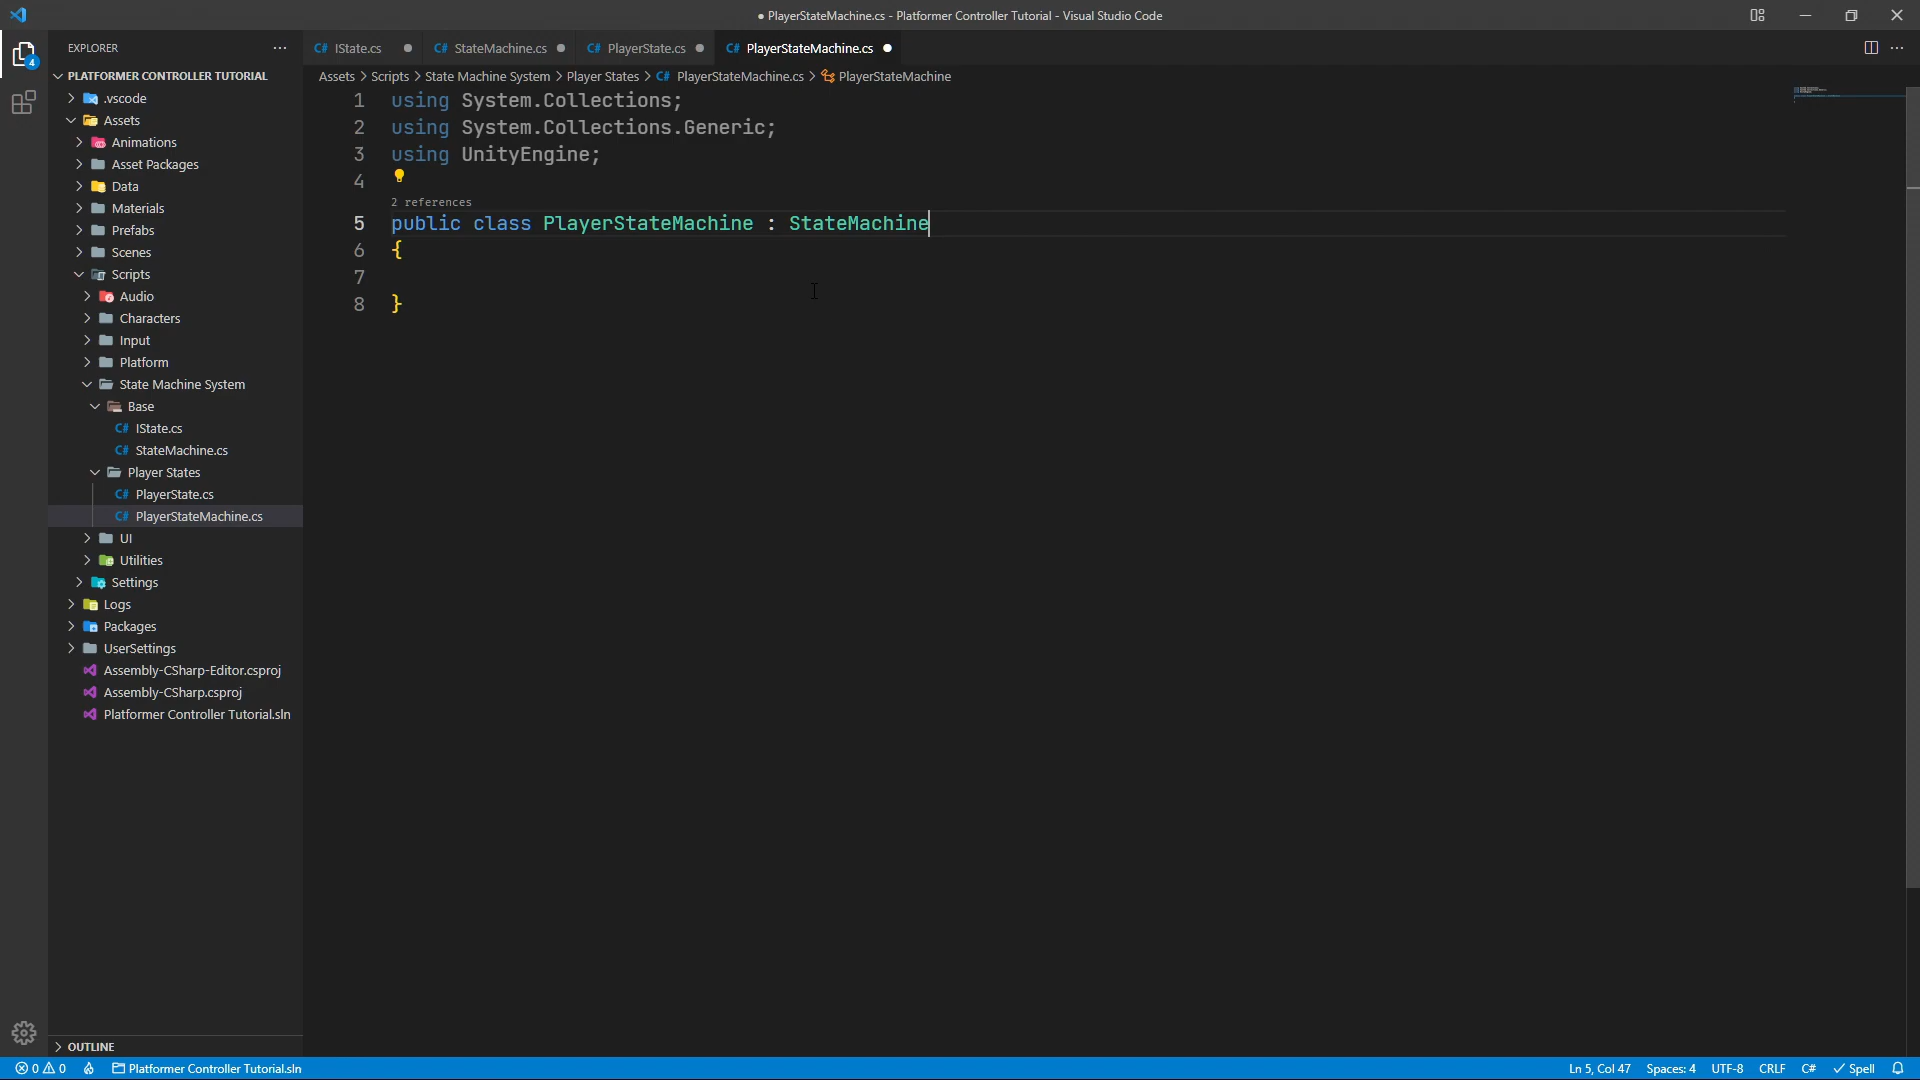 ● PlayerStateMachine.cs - Platformer Controller Tutorial - Visual Studio Code
4
EXPLORER
PLATFORMER CONTROLLER TUTORIAL
.vscode
Assets
Animations
Asset Packages
Data
Materials
Prefabs
Scenes
Scripts
Audio
Characters
Input
Platform
State Machine System
Base
C# IState.cs
C# StateMachine.cs
Player States
C# PlayerState.cs
C# PlayerStateMachine.cs
UI
Utilities
Settings
Logs
Packages
UserSettings
Assembly-CSharp-Editor.csproj
Assembly-CSharp.csproj
Platformer Controller Tutorial.sln
OUTLINE
C# IState.cs ● C# StateMachine.cs ● C# PlayerState.cs ● C# PlayerStateMachine.cs ●
Assets > Scripts > State Machine System > Player States > C# PlayerStateMachine.cs > PlayerStateMachine
1 using System.Collections;
2 using System.Collections.Generic;
3 using UnityEngine;
4
2 references
5 public class PlayerStateMachine : StateMachine
6 {
7
8 }
0 0 Platformer Controller Tutorial.sln Ln 5, Col 47 Spaces: 4 UTF-8 CRLF C# Spell